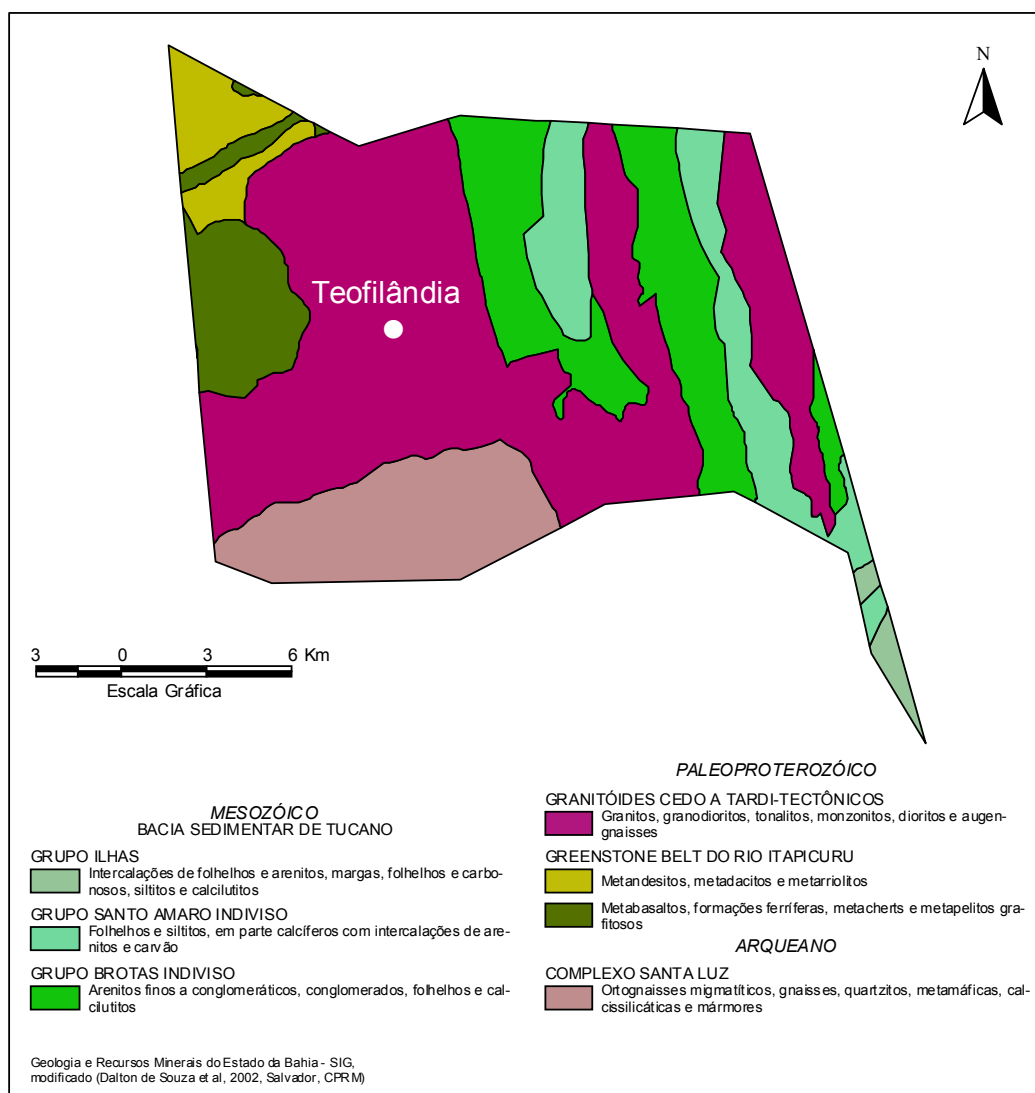 N
Teofilândia
3 0 3 6 Km
Escala Gráfica
MESOZÓICO
BACIA SEDIMENTAR DE TUCANO
GRUPO ILHAS
Intercalações de folhelhos e arenitos, margas, folhelhos e carbo-
nosos, siltitos e calcilutitos
GRUPO SANTO AMARO INDIVISO
Folhelhos e siltitos, em parte calcíferos com intercalações de are-
nitos e carvão
GRUPO BROTAS INDIVISO
Arenitos finos a conglomeráticos, conglomerados, folhelhos e cal-
cilutitos
PALEOPROTEROZÓICO
GRANITÓIDES CEDO A TARDI-TECTÔNICOS
Granitos, granodioritos, tonalitos, monzonitos, dioritos e augen-
gnaisses
GREENSTONE BELT DO RIO ITAPICURU
Metandesitos, metadacitos e metarriolitos
Metabasaltos, formações ferríferas, metacherts e metapelitos gra-
fitosos
ARQUEANO
COMPLEXO SANTA LUZ
Ortognaisses migmatíticos, gnaisses, quartzitos, metamáficas, cal-
cissilicáticas e mármores
Geologia e Recursos Minerais do Estado da Bahia - SIG,
modificado (Dalton de Souza et al, 2002, Salvador, CPRM)